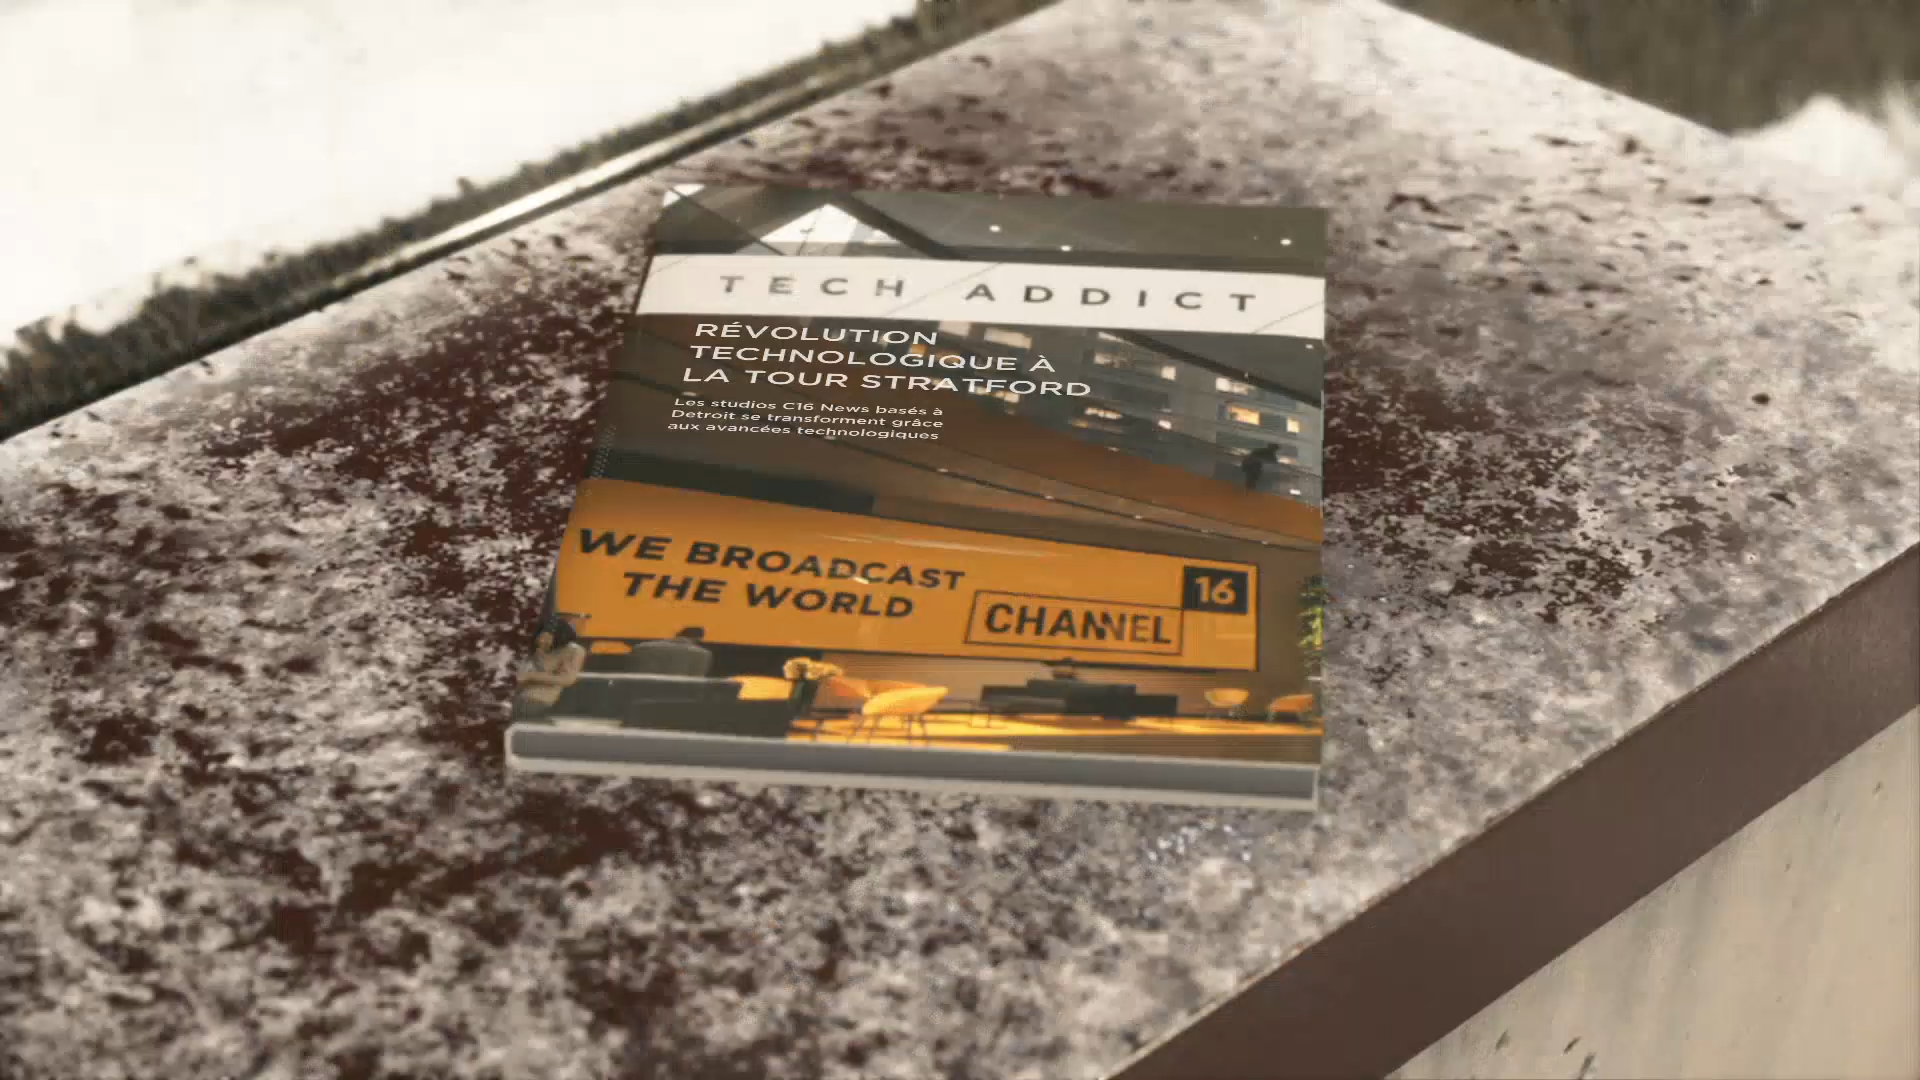 TECH ADDICT
RÉVOLUTION
TECHNOLOGIQUE À
LA TOUR STRATFORD
Les studios C16 News basés à
Detroit se transforment grâce
aux avancées technologiques
WE BROADCAST
THE WORLD
16
CHANNEL